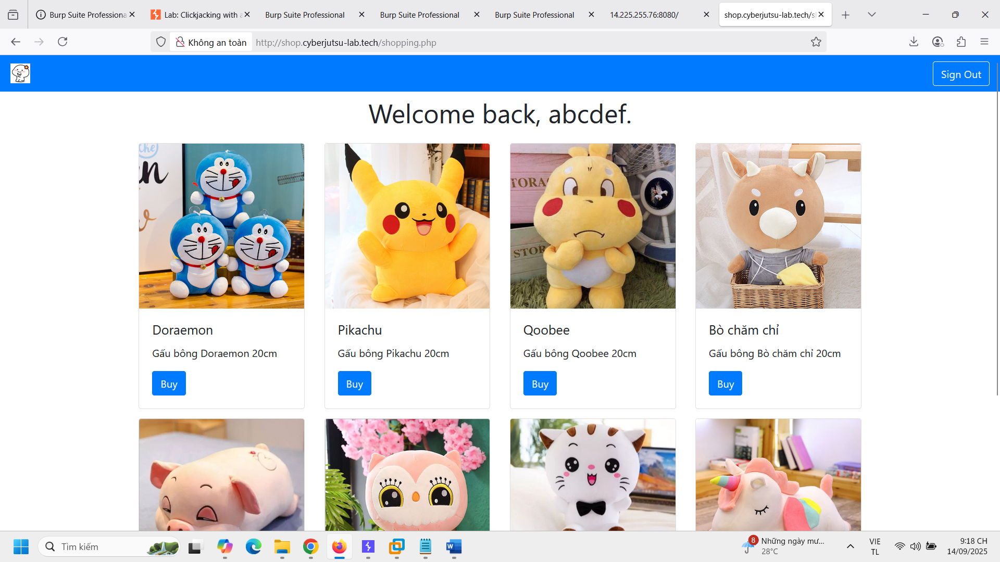 Burp Suite Professiona
Lab: Clickjacking with a
Burp Suite Professional
Burp Suite Professional
Burp Suite Professional
14.225.255.76:8080/
shop.cyberjutsu-lab.tech/s
Không an toàn
http://shop.cyberjutsu-lab.tech/shopping.php
Sign Out
Welcome back, abcdef.
STORA
STOR
Doraemon
Pikachu
Qoobee
Bò chăm chỉ
Gấu bông Doraemon 20cm
Gấu bông Pikachu 20cm
Gấu bông Qoobee 20cm
Gấu bông Bò chăm chỉ 20cm
Buy
Buy
Buy
Buy
Tìm kiếm
8
Những ngày mư...
28°C
VIE
TL
9:18 CH
14/09/2025